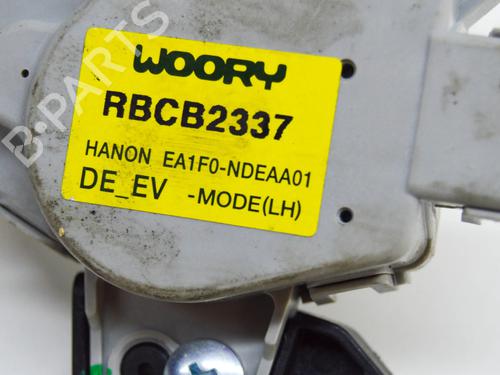 WOORY
RBCB2337
HANON EA1F0-NDEAA01
DE_EV -MODE(LH)
B-PARTS